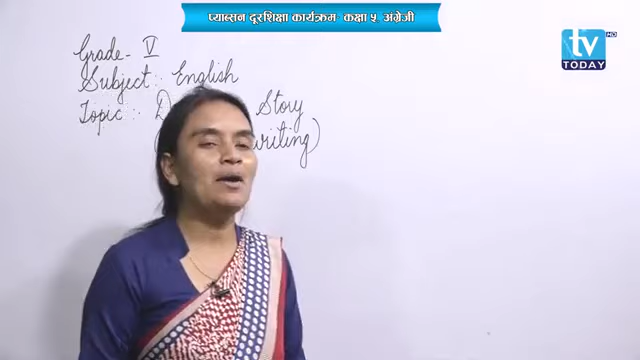 प्याब्सन दूरशिक्षा कार्यक्रम कक्षा ५ अंग्रेजी
tv HD
TODAY
Grade - V
Subject :- English
Topic :- Story
writing)